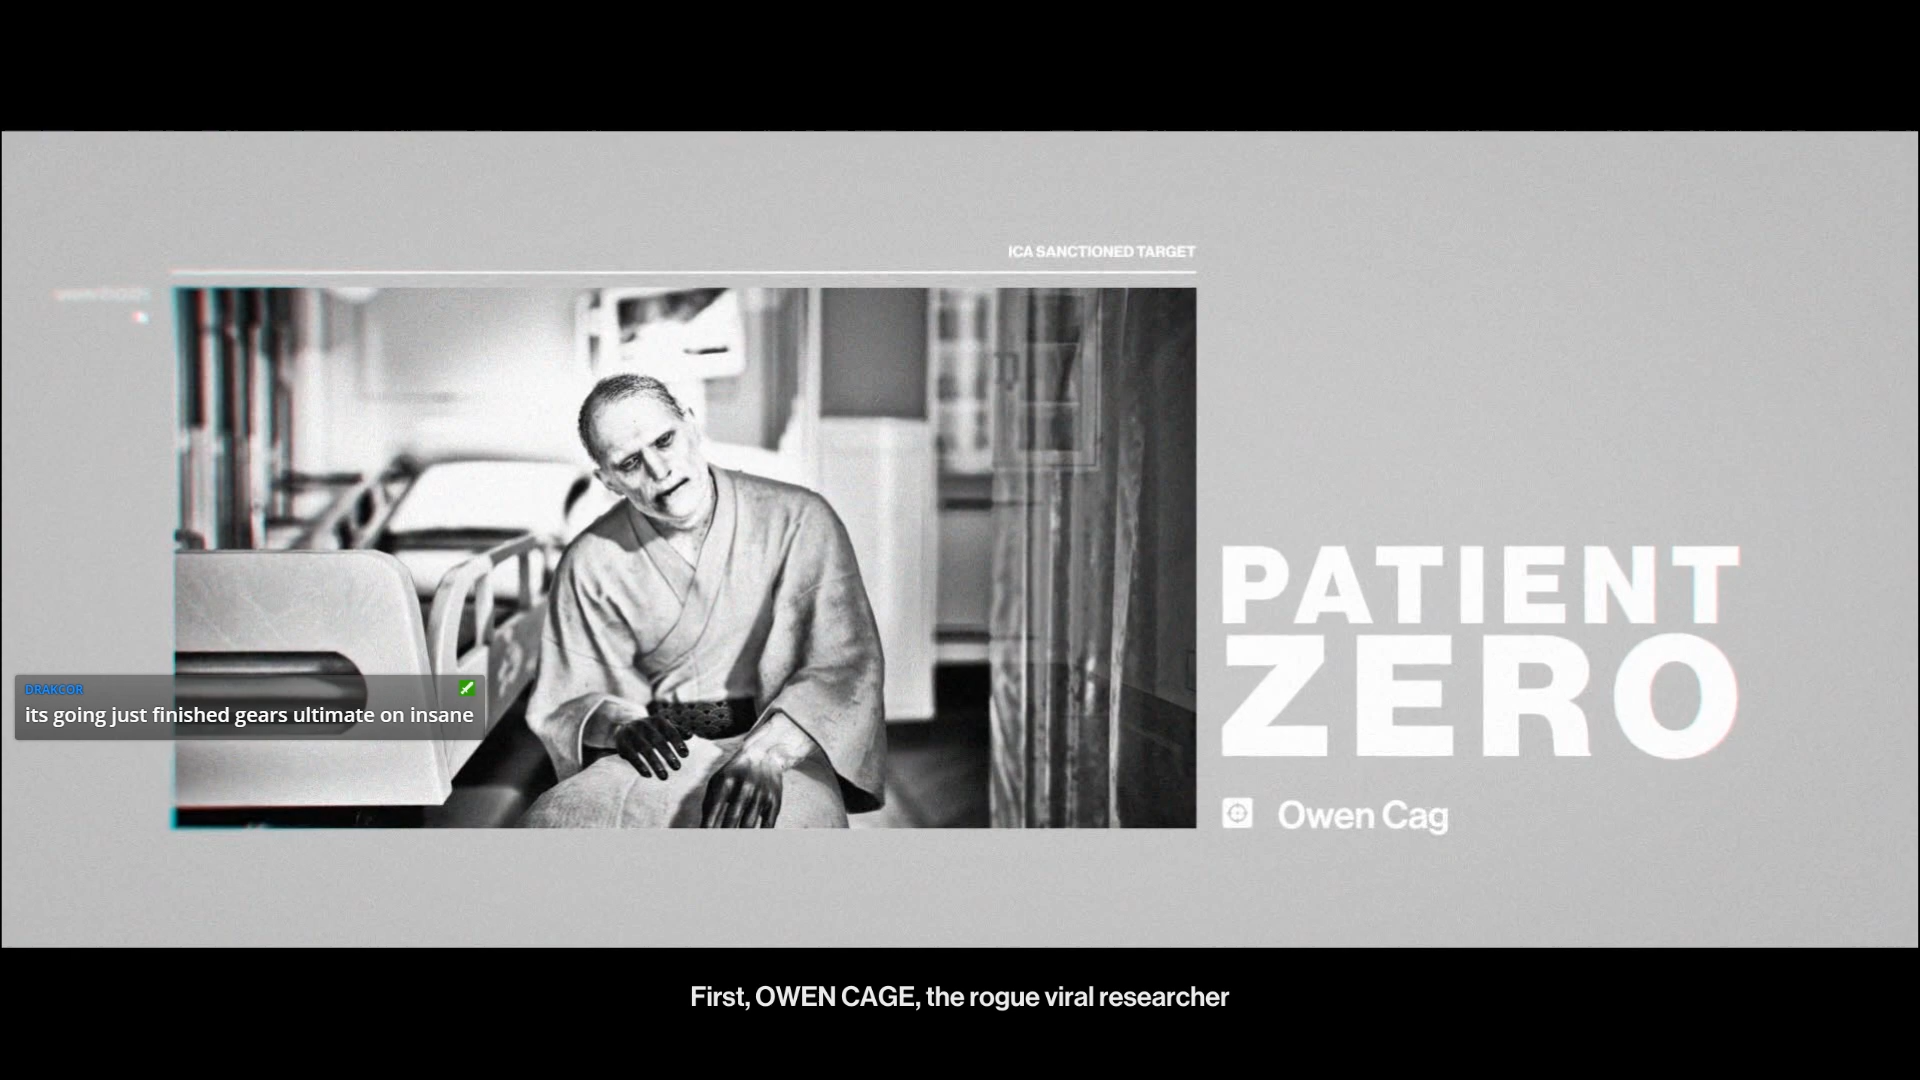 ICA SANCTIONED TARGET
PATIENT
ZERO
Owen Cag
DRAKCOR
its going just finished gears ultimate on insane
First, OWEN CAGE, the rogue viral researcher